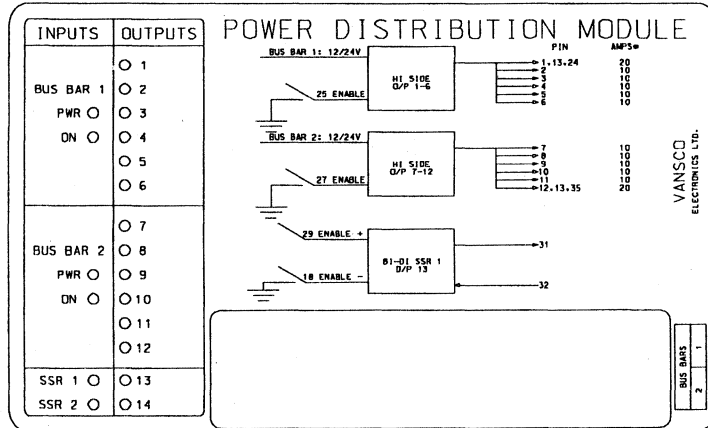 POWER DISTRIBUTION MODULE
INPUTS OUTPUTS
1
BUS BAR 1 2
PWR 3
ON 4
5
6
7
BUS BAR 2 8
PWR 9
ON 10
11
12
SSR 1 13
SSR 2 14
PIN AMPS*
BUS BAR 1: 12/24V
25 ENABLE
HI SIDE
O/P 1-6
1.13.24 20
2 10
3 10
4 10
5 10
6 10
BUS BAR 2: 12/24V
27 ENABLE
HI SIDE
O/P 7-12
7 10
8 10
9 10
10 10
11 10
12.13.35 20
29 ENABLE +
18 ENABLE -
BI-DI SSR 1
O/P 13
31
32
VANSCO
ELECTRONICS LTD.
BUS BARS
1
2